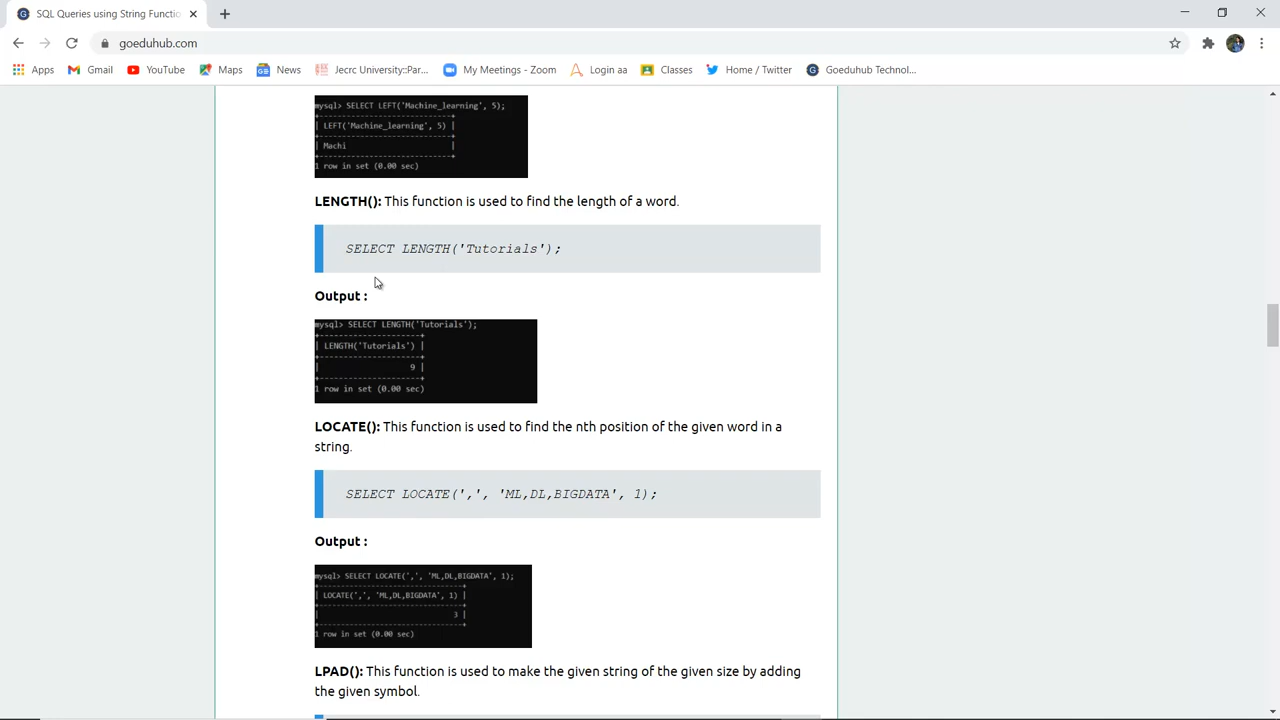 SQL Queries using String Functio
goeduhub.com
Apps
Gmail
YouTube
Maps
News
Jecrc University::Par...
My Meetings - Zoom
Login aa
Classes
Home / Twitter
Goeduhub Technol...
mysql> SELECT LEFT('Machine_learning', 5);
+---------------------------+
| LEFT('Machine_learning', 5) |
+---------------------------+
| Machi |
+---------------------------+
1 row in set (0.00 sec)
LENGTH(): This function is used to find the length of a word.
SELECT LENGTH('Tutorials');
Output :
mysql> SELECT LENGTH('Tutorials');
+---------------------+
| LENGTH('Tutorials') |
+---------------------+
| 9 |
+---------------------+
1 row in set (0.00 sec)
LOCATE(): This function is used to find the nth position of the given word in a
string.
SELECT LOCATE(',', 'ML,DL,BIGDATA', 1);
Output :
mysql> SELECT LOCATE(',', 'ML,DL,BIGDATA', 1);
+---------------------------------+
| LOCATE(',', 'ML,DL,BIGDATA', 1) |
+---------------------------------+
| 3 |
+---------------------------------+
1 row in set (0.00 sec)
LPAD(): This function is used to make the given string of the given size by adding
the given symbol.